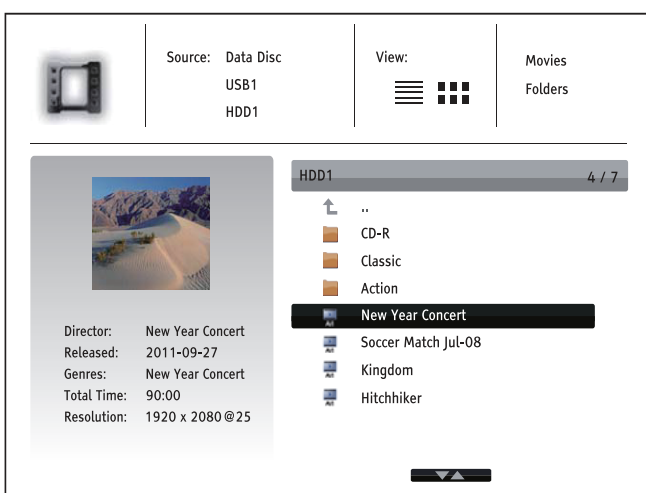 Source: Data Disc
USB1
HDD1
View:
Movies
Folders
HDD1 4 / 7
..
CD-R
Classic
Action
New Year Concert
Soccer Match Jul-08
Kingdom
Hitchhiker
Director: New Year Concert
Released: 2011-09-27
Genres: New Year Concert
Total Time: 90:00
Resolution: 1920 x 2080@25